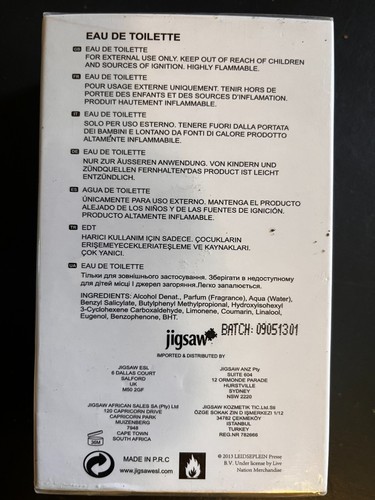 EAU DE TOILETTE
GB EAU DE TOILETTE
FOR EXTERNAL USE ONLY. KEEP OUT OF REACH OF CHILDREN
AND SOURCES OF IGNITION. HIGHLY FLAMMABLE.
FR EAU DE TOILETTE
POUR USAGE EXTERNE UNIQUEMENT. TENIR HORS DE
PORTEE DES ENFANTS ET DES SOURCES D'INFLAMATION.
PRODUIT HAUTEMENT INFLAMMABLE.
IT EAU DE TOILETTE
SOLO PER USO ESTERNO. TENERE FUORI DALLA PORTATA
DEI BAMBINI E LONTANO DA FONTI DI CALORE PRODOTTO
ALTAMENTE INFIAMMABILE.
DE EAU DE TOILETTE
NUR ZUR ÄUSSEREN ANWENDUNG. VON KINDERN UND
ZÜNDQUELLEN FERNHALTEN'DAS PRODUCT IST LEICHT
ENTZÜNDLICH.
ES AGUA DE TOILETTE
ÚNICAMENTE PARA USO EXTERNO. MANTENGA EL PRODUCTO
ALEJADO DE LOS NIÑOS Y DE LAS FUENTES DE IGNICIÓN.
PRODUCTO ALTAMENTE INFLAMABLE.
TR EDT
HARICI KULLANIM IÇIN SADECE. ÇOCUKLARIN
ERIŞEMEYECEKLERIATEŞLEME VE KAYNAKLARI.
ÇOK YANICI.
UA EAU DE TOILETTE
Тільки для зовнішнього застосування. Зберігати в недоступному
для дітей місці і джерел загоряння.Легко запалюється.
INGREDIENTS: Alcohol Denat., Parfum (Fragrance), Aqua (Water),
Benzyl Salicylate, Butylphenyl Methylpropional, Hydroxyisohexyl
3-Cyclohexene Carboxaldehyde, Limonene, Coumarin, Linalool,
Eugenol, Benzophenone, BHT.
jigsaw
BATCH: 09051301
IMPORTED & DISTRIBUTED BY
JIGSAW ESL
6 DALLAS COURT
SALFORD
UK
M50 2GF
JIGSAW ANZ Pty
SUITE 604
12 ORMONDE PARADE
HURSTVILLE
SYDNEY
NSW 2220
JIGSAW AFRICAN SALES SA (Pty) Ltd
120 CAPRICORN DRIVE
CAPRICORN PARK
MUIZENBERG
7948
CAPE TOWN
SOUTH AFRICA
JIGSAW KOZMETIK TIC.Ltd.Sti
ÖZGE SOKAK ZIN D IŞMERKEZI 1/12
34782 ÇEKMEKÖY
ISTANBUL
TURKEY
REG.NR 782666
36M
MADE IN P.R.C
www.jigsawesl.com
© 2013 LEIDSEPLEIN Presse
B.V. Under license by Live
Nation Merchandise